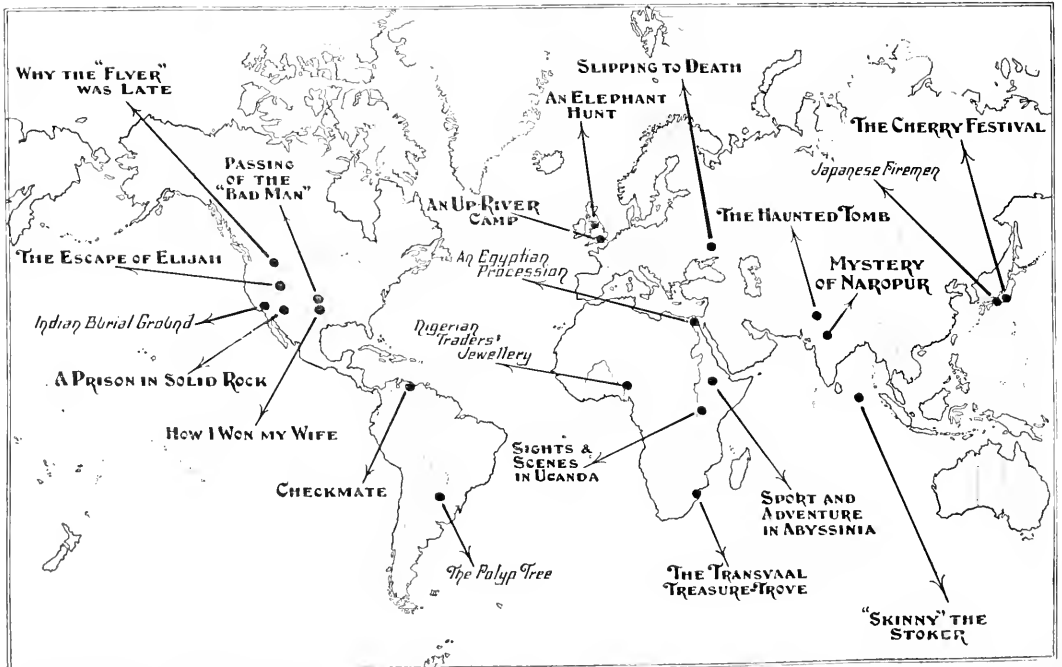 WHY THE "FLYER"
WAS LATE
PASSING
OF THE
"BAD MAN"
THE ESCAPE OF ELIJAH
Indian Burial Ground
A PRISON IN SOLID ROCK
HOW I WON MY WIFE
CHECKMATE
The Polyp Tree
SLIPPING TO DEATH
AN ELEPHANT
HUNT
AN UP-RIVER
CAMP
An Egyptian
Procession
Nigerian
Traders'
Jewellery
SIGHTS &
SCENES
IN UGANDA
THE CHERRY FESTIVAL
Japanese Firemen
THE HAUNTED TOMB
MYSTERY
OF NAROPUR
SPORT AND
ADVENTURE
IN ABYSSINIA
THE TRANSVAAL
TREASURE-TROVE
"SKINNY" THE
STOKER